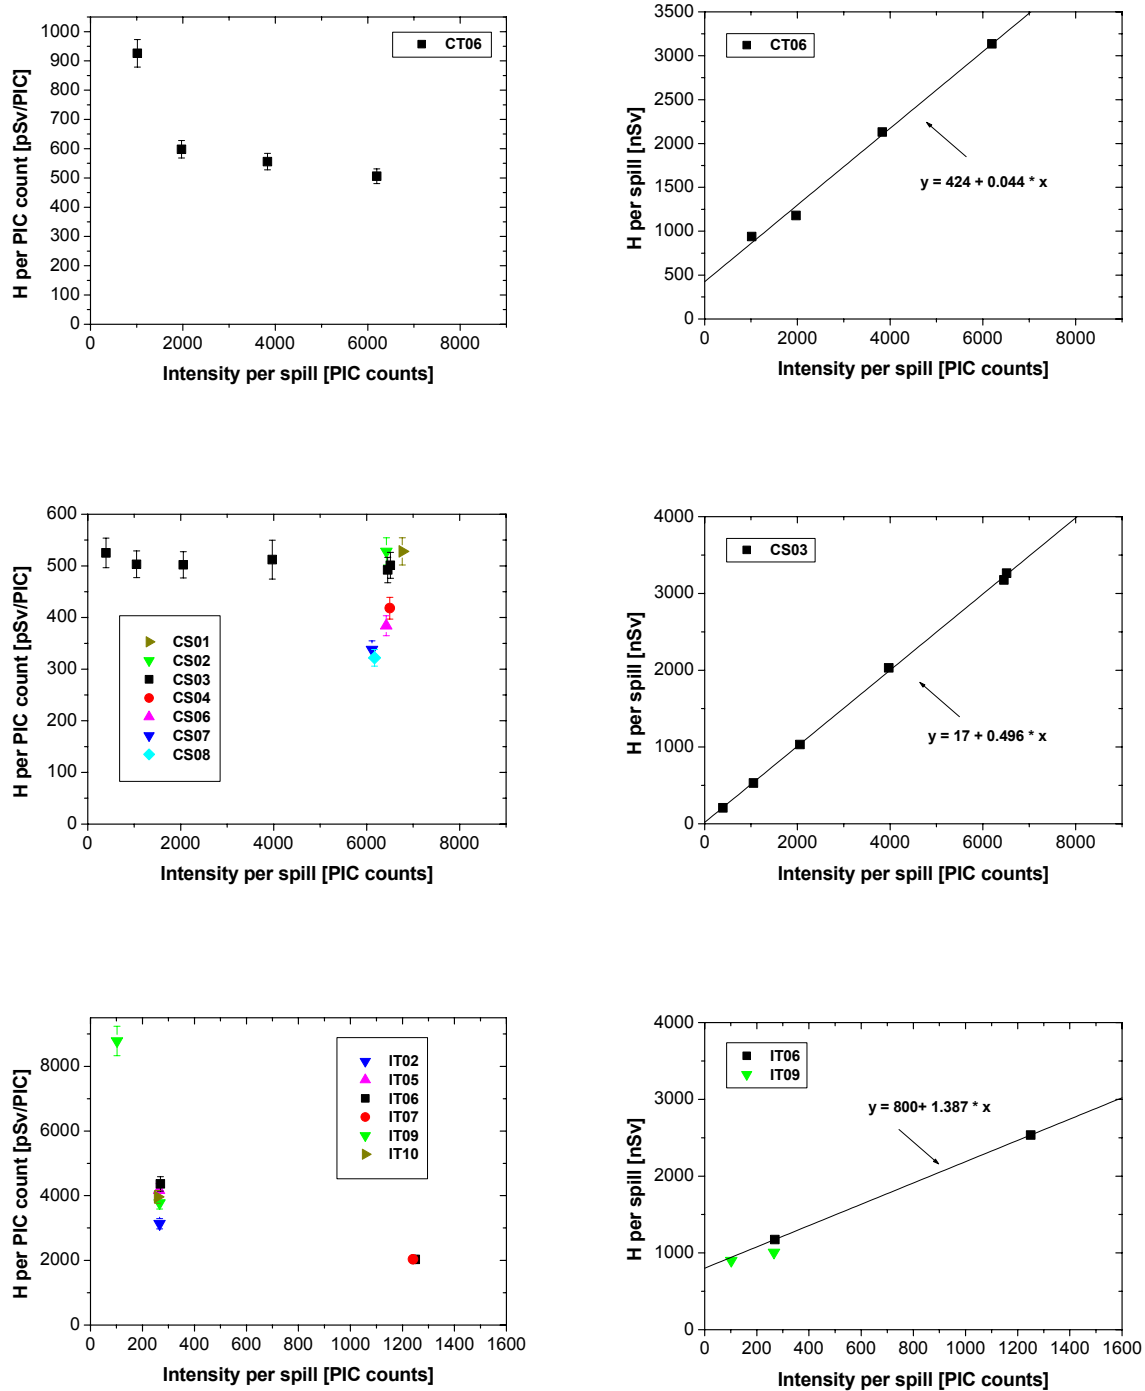 1000
900
800
700
600
500
400
300
200
100
0
H per PIC count [pSv/PIC]
CT06
0 2000 4000 6000 8000
Intensity per spill [PIC counts]
3500
3000
2500
2000
1500
1000
500
0
H per spill [nSv]
CT06
y = 424 + 0.044 * x
0 2000 4000 6000 8000
Intensity per spill [PIC counts]
600
500
400
300
200
100
0
H per PIC count [pSv/PIC]
CS01
CS02
CS03
CS04
CS06
CS07
CS08
0 2000 4000 6000 8000
Intensity per spill [PIC counts]
4000
3000
2000
1000
0
H per spill [nSv]
CS03
y = 17 + 0.496 * x
0 2000 4000 6000 8000
Intensity per spill [PIC counts]
8000
6000
4000
2000
0
H per PIC count [pSv/PIC]
IT02
IT05
IT06
IT07
IT09
IT10
0 200 400 600 800 1000 1200 1400 1600
Intensity per spill [PIC counts]
4000
3000
2000
1000
0
H per spill [nSv]
IT06
IT09
y = 800+ 1.387 * x
0 200 400 600 800 1000 1200 1400 1600
Intensity per spill [PIC counts]